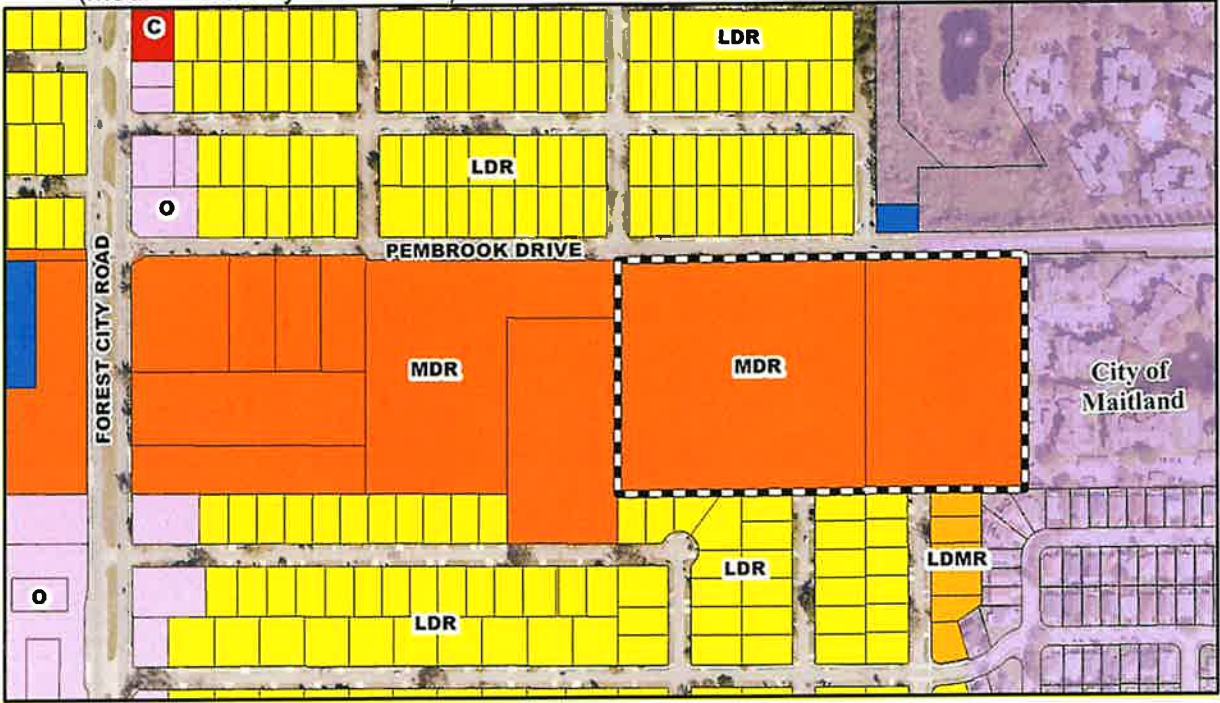 C
LDR
LDR
O
PEMBROOK DRIVE
FOREST CITY ROAD
MDR
MDR
City of
Maitland
O
LDR
LDMR
LDR